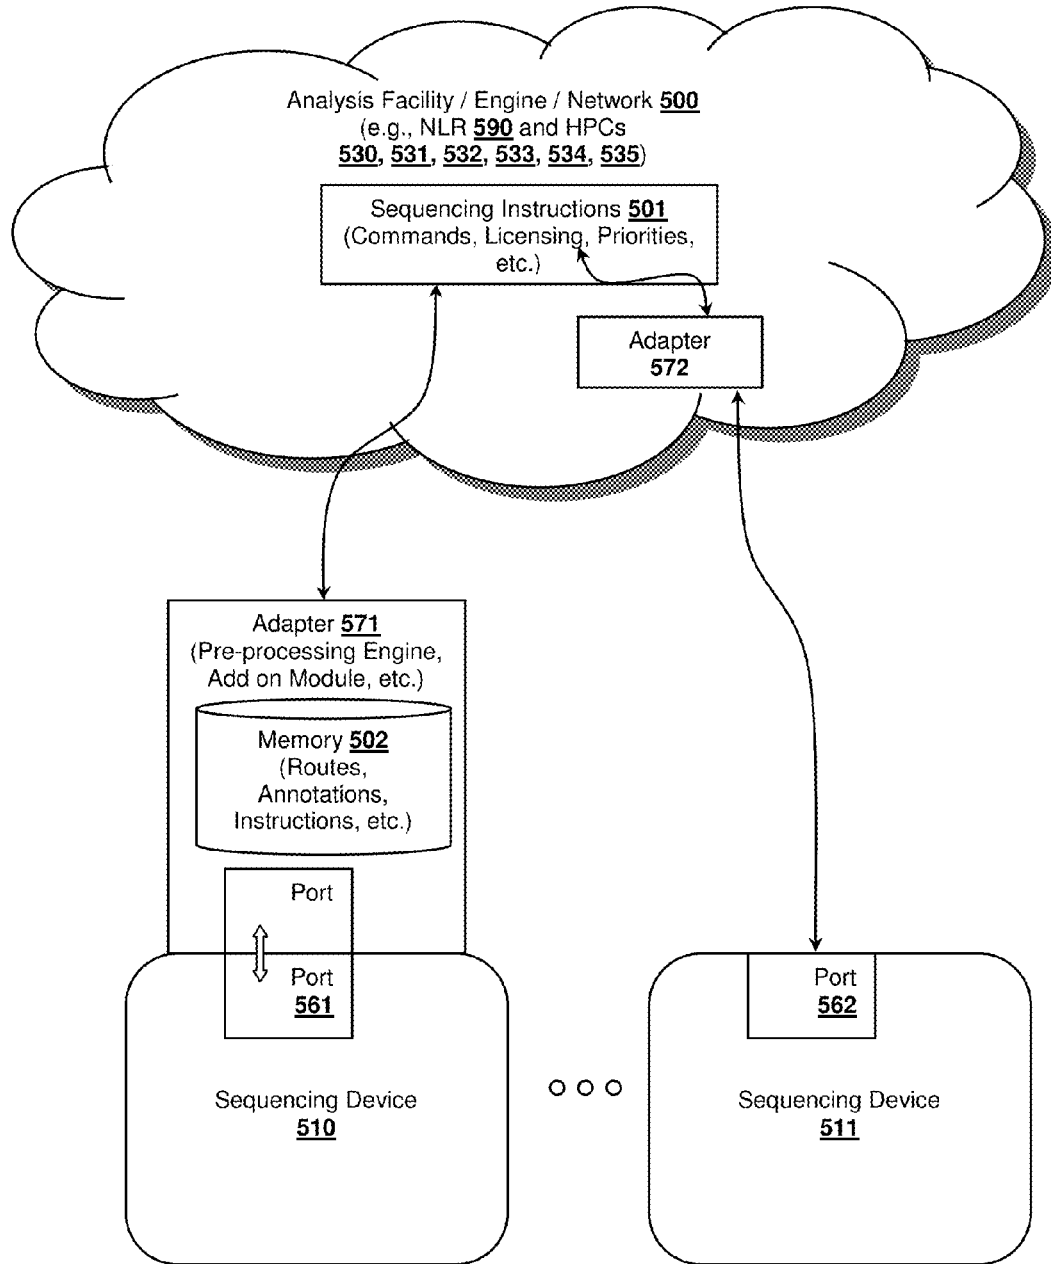 Analysis Facility / Engine / Network 500
(e.g., NLR 590 and HPCs
530, 531, 532, 533, 534, 535)
Sequencing Instructions 501
(Commands, Licensing, Priorities,
etc.)
Adapter
572
Adapter 571
(Pre-processing Engine,
Add on Module, etc.)
Memory 502
(Routes,
Annotations,
Instructions, etc.)
Port
Port
561
Port
562
Sequencing Device
510
Sequencing Device
511